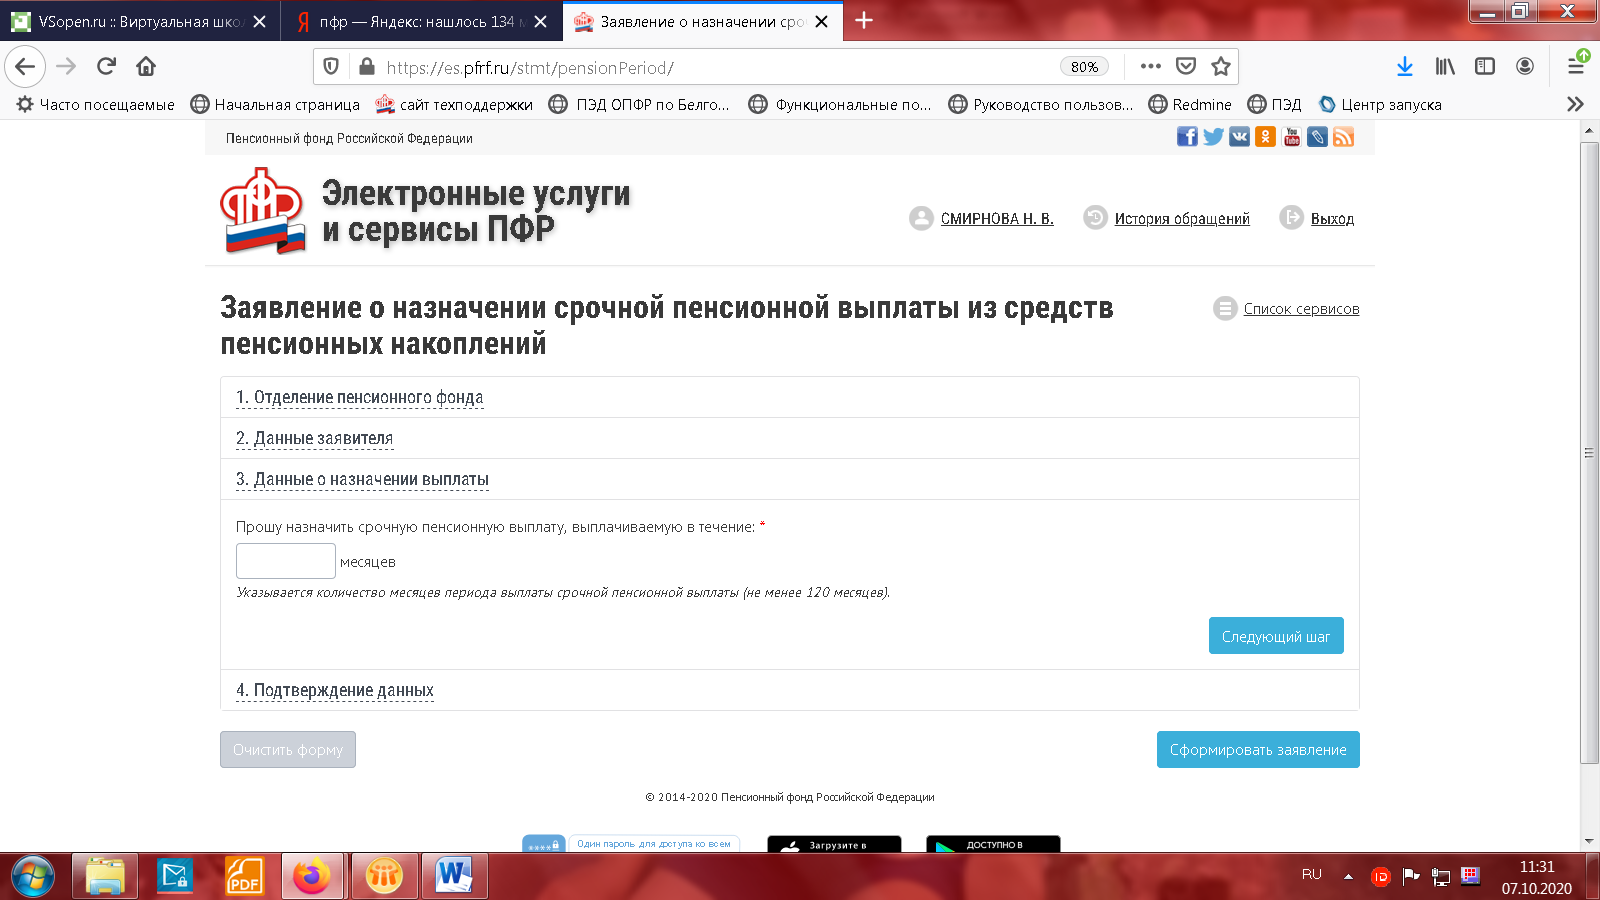 VSopen.ru :: Виртуальная шко
пфр — Яндекс: нашлось 134 м
Заявление о назначении сро
https://es.pfrf.ru/stmt/pensionPeriod/
80%
Часто посещаемые
Начальная страница
сайт техподдержки
ПЭД ОПФР по Белго...
Функциональные по...
Руководство пользов...
Redmine
ПЭД
Центр запуска
Пенсионный фонд Российской Федерации
You Tube
Электронные услуги
и сервисы ПФР
СМИРНОВА Н. В.
История обращений
Выход
Заявление о назначении срочной пенсионной выплаты из средств
пенсионных накоплений
Список сервисов
1. Отделение пенсионного фонда
2. Данные заявителя
3. Данные о назначении выплаты
Прошу назначить срочную пенсионную выплату, выплачиваемую в течение: *
месяцев
Указывается количество месяцев периода выплаты срочной пенсионной выплаты (не менее 120 месяцев).
Следующий шаг
4. Подтверждение данных
Очистить форму
Сформировать заявление
© 2014-2020 Пенсионный фонд Российской Федерации
****
Один пароль для доступа ко всем
Загрузите в
ДОСТУПНО В
PDF
RU
11:31
07.10.2020